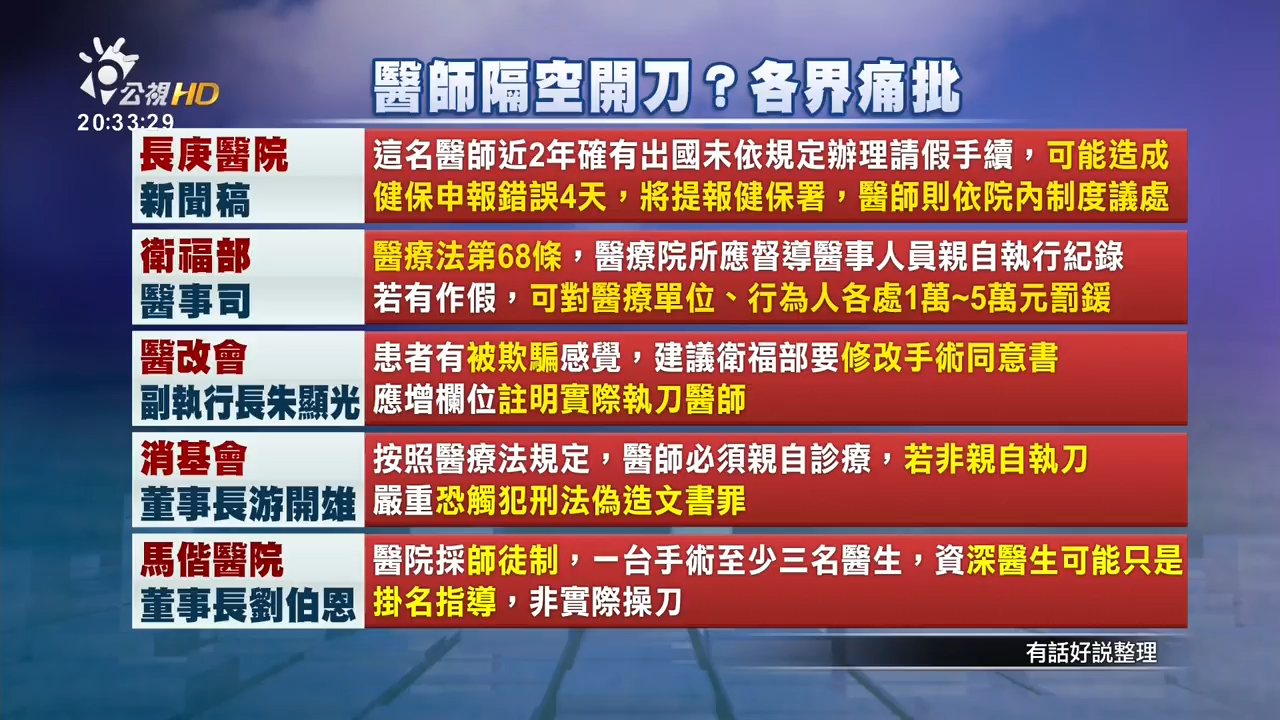 公視HD
20:33:29
醫師隔空開刀？各界痛批
長庚醫院
新聞稿
這名醫師近2年確有出國未依規定辦理請假手續，可能造成
健保申報錯誤4天，將提報健保署，醫師則依院內制度議處
衛福部
醫事司
醫療法第68條，醫療院所應督導醫事人員親自執行紀錄
若有作假，可對醫療單位、行為人各處1萬~5萬元罰鍰
醫改會
副執行長朱顯光
患者有被欺騙感覺，建議衛福部要修改手術同意書
應增欄位註明實際執刀醫師
消基會
董事長游開雄
按照醫療法規定，醫師必須親自診療，若非親自執刀
嚴重恐觸犯刑法偽造文書罪
馬偕醫院
董事長劉伯恩
醫院採師徒制，一台手術至少三名醫生，資深醫生可能只是
掛名指導，非實際操刀
有話好說整理